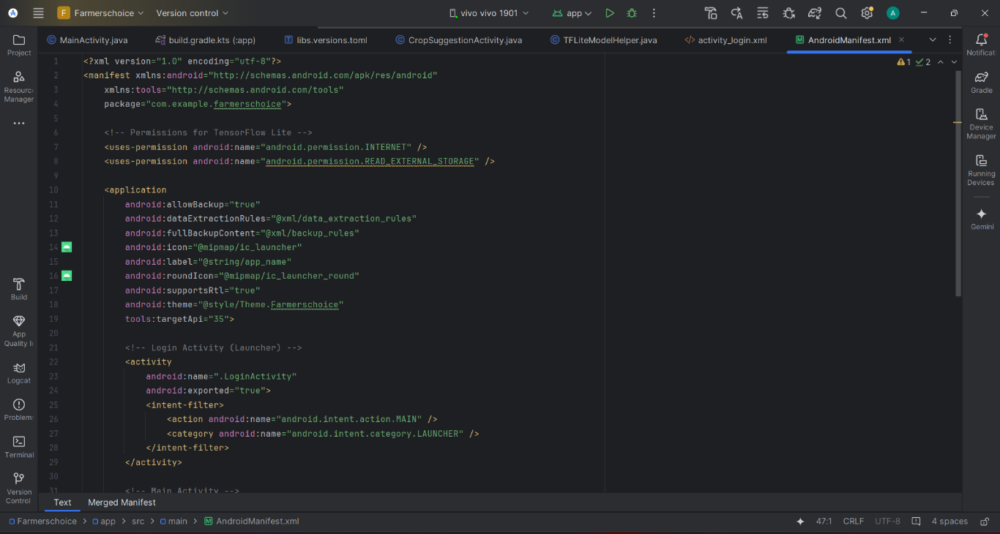 F Farmerschoice Version control vivo vivo 1901 app A
MainActivity.java build.gradle.kts (:app) libs.versions.toml CropSuggestionActivity.java TFLiteModelHelper.java activity_login.xml AndroidManifest.xml
Project
Resourc
Manager
Build
App
Quality I
Logcat
Problem
Terminal
Version
Control
1 <?xml version="1.0" encoding="utf-8"?>
2 <manifest xmlns:android="http://schemas.android.com/apk/res/android"
3 xmlns:tools="http://schemas.android.com/tools"
4 package="com.example.farmerschoice">
5
6 <!-- Permissions for TensorFlow Lite -->
7 <uses-permission android:name="android.permission.INTERNET" />
8 <uses-permission android:name="android.permission.READ_EXTERNAL_STORAGE" />
9
10 <application
11 android:allowBackup="true"
12 android:dataExtractionRules="@xml/data_extraction_rules"
13 android:fullBackupContent="@xml/backup_rules"
14 android:icon="@mipmap/ic_launcher"
15 android:label="@string/app_name"
16 android:roundIcon="@mipmap/ic_launcher_round"
17 android:supportsRtl="true"
18 android:theme="@style/Theme.Farmerschoice"
19 tools:targetApi="35">
20
21 <!-- Login Activity (Launcher) -->
22 <activity
23 android:name=".LoginActivity"
24 android:exported="true">
25 <intent-filter>
26 <action android:name="android.intent.action.MAIN" />
27 <category android:name="android.intent.category.LAUNCHER" />
28 </intent-filter>
29 </activity>
30
31 <!-- Main Activity -->
1 2
Notificat
Gradle
Device
Manager
Running
Devices
Gemini
Text Merged Manifest
Farmerschoice > app > src > main > AndroidManifest.xml 47:1 CRLF UTF-8 4 spaces